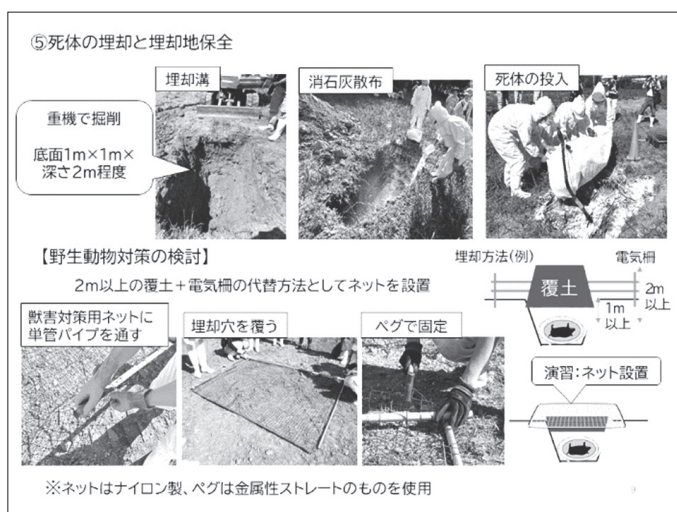 ⑤死体の埋却と埋却地保全
埋却溝
消石灰散布
死体の投入
重機で掘削
底面1m×1m×
深さ2m程度
【野生動物対策の検討】
2m以上の覆土+電気柵の代替方法としてネットを設置
埋却方法(例)
電気柵
覆土
2m
以上
1m
以上
獣害対策用ネットに
単管パイプを通す
埋却穴を覆う
ペグで固定
演習:ネット設置
※ネットはナイロン製、ペグは金属性ストレートのものを使用
9